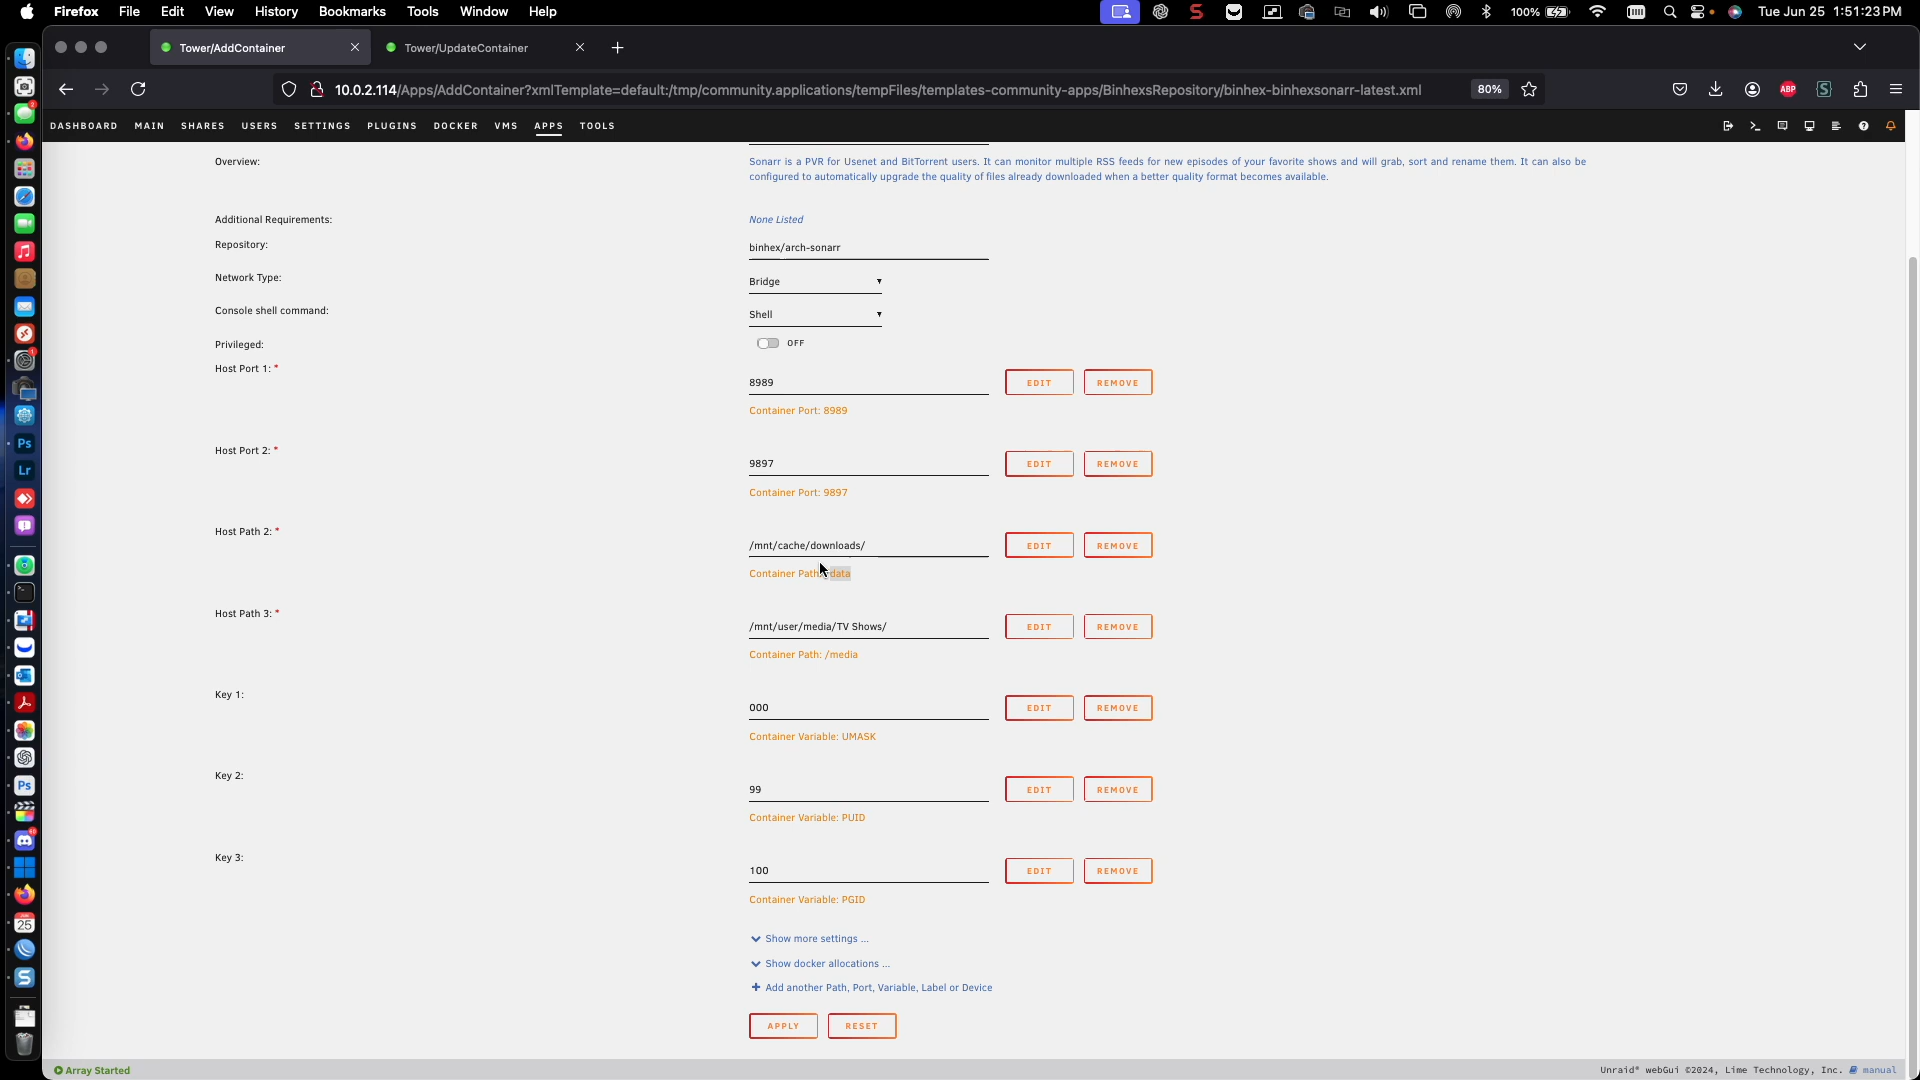 Firefox File Edit View History Bookmarks Tools Window Help
100% Tue Jun 25 1:51:23 PM
Tower/AddContainer
Tower/UpdateContainer
10.0.2.114/Apps/AddContainer?xmlTemplate=default:/tmp/community.applications/tempFiles/templates-community-apps/BinhexsRepository/binhex-binhexsonarr-latest.xml
80%
ABP
DASHBOARD MAIN SHARES USERS SETTINGS PLUGINS DOCKER VMS APPS TOOLS
Overview:
Sonarr is a PVR for Usenet and BitTorrent users. It can monitor multiple RSS feeds for new episodes of your favorite shows and will grab, sort and rename them. It can also be
configured to automatically upgrade the quality of files already downloaded when a better quality format becomes available.
Additional Requirements:
None Listed
Repository:
binhex/arch-sonarr
Network Type:
Bridge
Console shell command:
Shell
Privileged:
OFF
Host Port 1: *
8989
EDIT REMOVE
Container Port: 8989
Host Port 2: *
9897
EDIT REMOVE
Container Port: 9897
Host Path 2: *
/mnt/cache/downloads/
EDIT REMOVE
Container Path: /data
Host Path 3: *
/mnt/user/media/TV Shows/
EDIT REMOVE
Container Path: /media
Key 1:
000
EDIT REMOVE
Container Variable: UMASK
Key 2:
99
EDIT REMOVE
Container Variable: PUID
Key 3:
100
EDIT REMOVE
Container Variable: PGID
Show more settings ...
Show docker allocations ...
Add another Path, Port, Variable, Label or Device
APPLY RESET
Array Started
Unraid® webGui ©2024, Lime Technology, Inc. manual
Ps
Lr
Ps
25